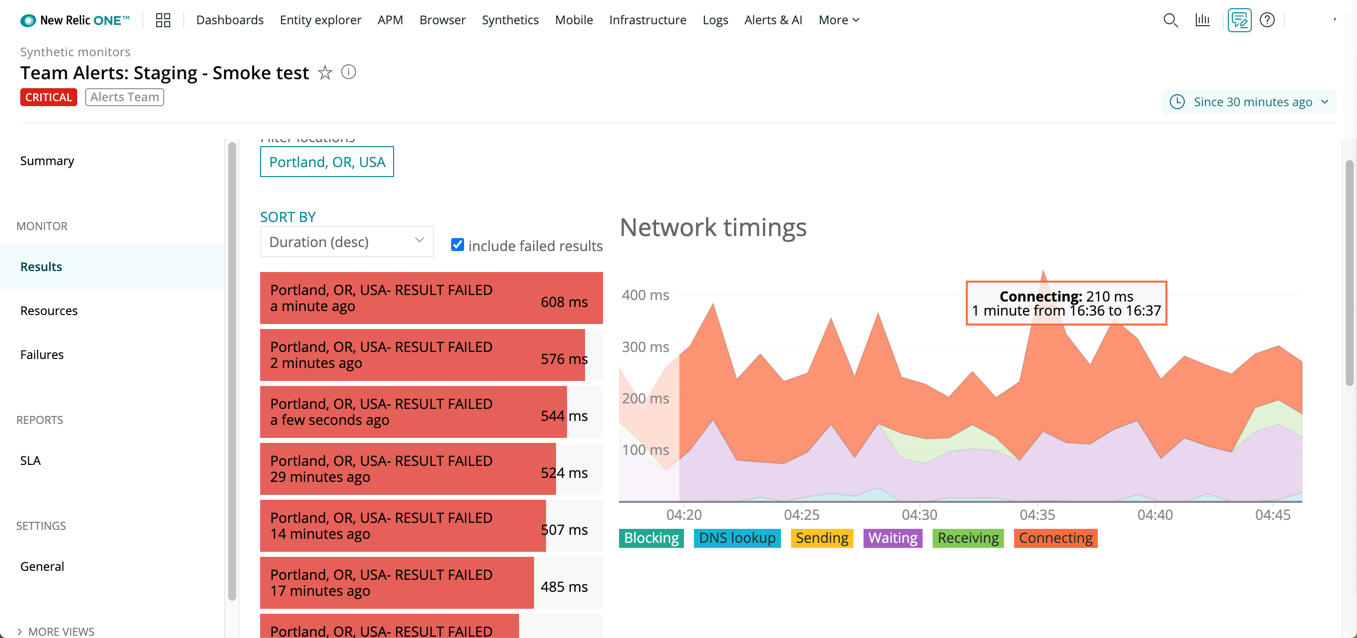 New Relic ONE™
Dashboards Entity explorer APM Browser Synthetics Mobile Infrastructure Logs Alerts & AI More
Synthetic monitors
Team Alerts: Staging - Smoke test
CRITICAL Alerts Team
Since 30 minutes ago
Summary
MONITOR
Results
Resources
Failures
REPORTS
SLA
SETTINGS
General
> MORE VIEWS
Filter locations
Portland, OR, USA
SORT BY
Duration (desc)
include failed results
Portland, OR, USA- RESULT FAILED
a minute ago
608 ms
Portland, OR, USA- RESULT FAILED
2 minutes ago
576 ms
Portland, OR, USA- RESULT FAILED
a few seconds ago
544 ms
Portland, OR, USA- RESULT FAILED
29 minutes ago
524 ms
Portland, OR, USA- RESULT FAILED
14 minutes ago
507 ms
Portland, OR, USA- RESULT FAILED
17 minutes ago
485 ms
Portland, OR, USA- RESULT FAILED
Network timings
400 ms
300 ms
200 ms
100 ms
Connecting: 210 ms
1 minute from 16:36 to 16:37
04:20 04:25 04:30 04:35 04:40 04:45
Blocking DNS lookup Sending Waiting Receiving Connecting